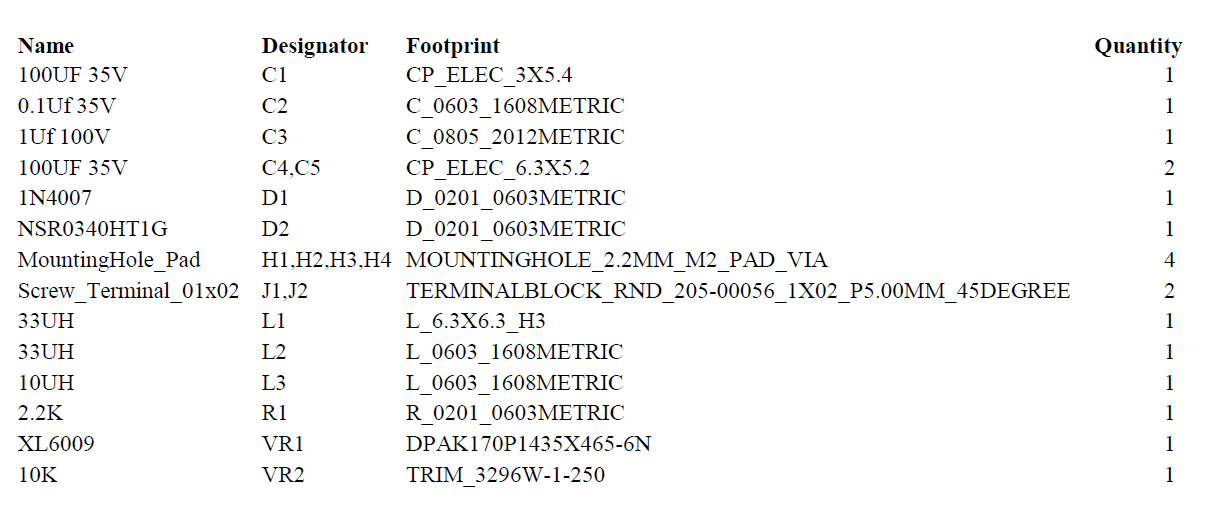 Name Designator Footprint Quantity
100UF 35V C1 CP_ELEC_3X5.4 1
0.1Uf 35V C2 C_0603_1608METRIC 1
1Uf 100V C3 C_0805_2012METRIC 1
100UF 35V C4,C5 CP_ELEC_6.3X5.2 2
1N4007 D1 D_0201_0603METRIC 1
NSR0340HT1G D2 D_0201_0603METRIC 1
MountingHole_Pad H1,H2,H3,H4 MOUNTINGHOLE_2.2MM_M2_PAD_VIA 4
Screw_Terminal_01x02 J1,J2 TERMINALBLOCK_RND_205-00056_1X02_P5.00MM_45DEGREE 2
33UH L1 L_6.3X6.3_H3 1
33UH L2 L_0603_1608METRIC 1
10UH L3 L_0603_1608METRIC 1
2.2K R1 R_0201_0603METRIC 1
XL6009 VR1 DPAK170P1435X465-6N 1
10K VR2 TRIM_3296W-1-250 1